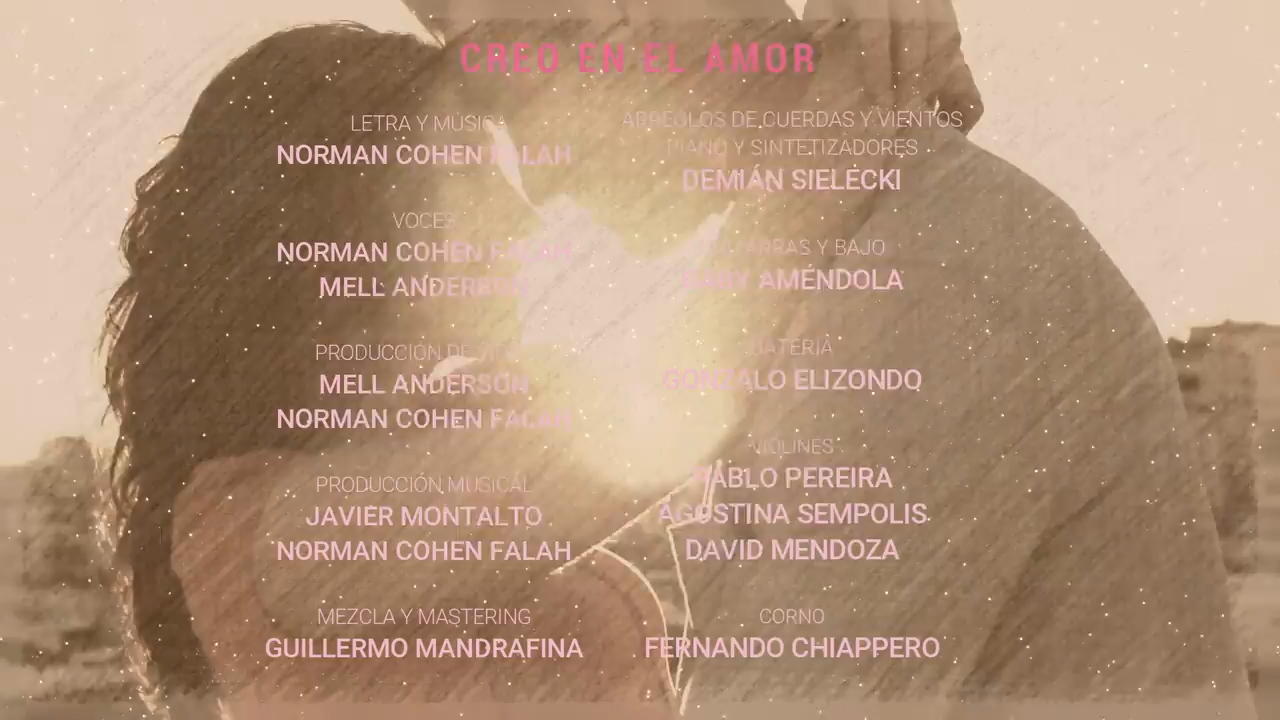 CREO EN EL AMOR
LETRA Y MÚSICA
NORMAN COHEN FALAH
VOCES
NORMAN COHEN FALAH
MELL ANDERSON
PRODUCCIÓN DE
MELL ANDERSON
NORMAN COHEN FALAH
PRODUCCIÓN MUSICAL
JAVIER MONTALTO
NORMAN COHEN FALAH
MEZCLA Y MASTERING
GUILLERMO MANDRAFINA
ARREGLOS DE CUERDAS Y VIENTOS
PIANO Y SINTETIZADORES
DEMIÁN SIELECKI
GUITARRAS Y BAJO
AMÉNDOLA
BATERÍA
GONZALO ELIZONDO
VIOLINES
PABLO PEREIRA
AGOSTINA SEMPOLIS
DAVID MENDOZA
CORNO
FERNANDO CHIAPPERO